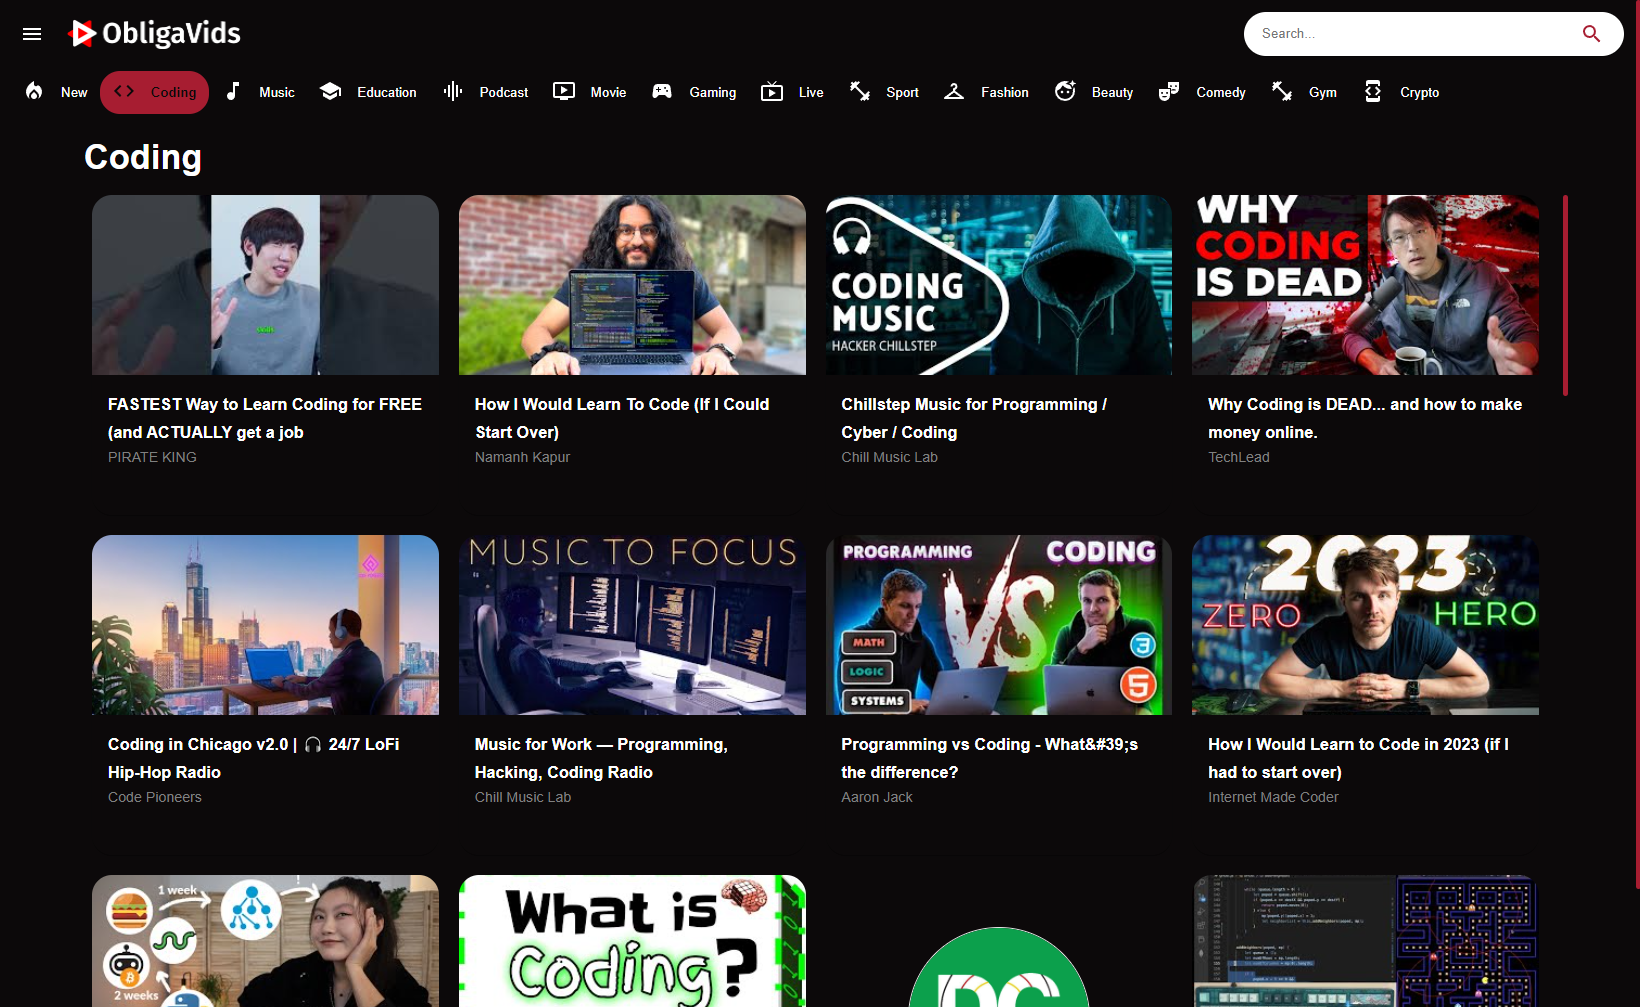 ObligaVids
Search...
New
Coding
Music
Education
Podcast
Movie
Gaming
Live
Sport
Fashion
Beauty
Comedy
Gym
Crypto
Coding
CODING
MUSIC
HACKER CHILLSTEP
WHY
CODING
IS DEAD
FASTEST Way to Learn Coding for FREE
(and ACTUALLY get a job
PIRATE KING
How I Would Learn To Code (If I Could
Start Over)
Namanh Kapur
Chillstep Music for Programming /
Cyber / Coding
Chill Music Lab
Why Coding is DEAD... and how to make
money online.
TechLead
MUSIC TO FOCUS
PROGRAMMING
CODING
VS
MATH
LOGIC
SYSTEMS
3
5
2023
ZERO
HERO
Coding in Chicago v2.0 | 🎧 24/7 LoFi
Hip-Hop Radio
Code Pioneers
Music for Work — Programming,
Hacking, Coding Radio
Chill Music Lab
Programming vs Coding - What&#39;s
the difference?
Aaron Jack
How I Would Learn to Code in 2023 (if I
had to start over)
Internet Made Coder
1 week
2 weeks
What is
Coding?